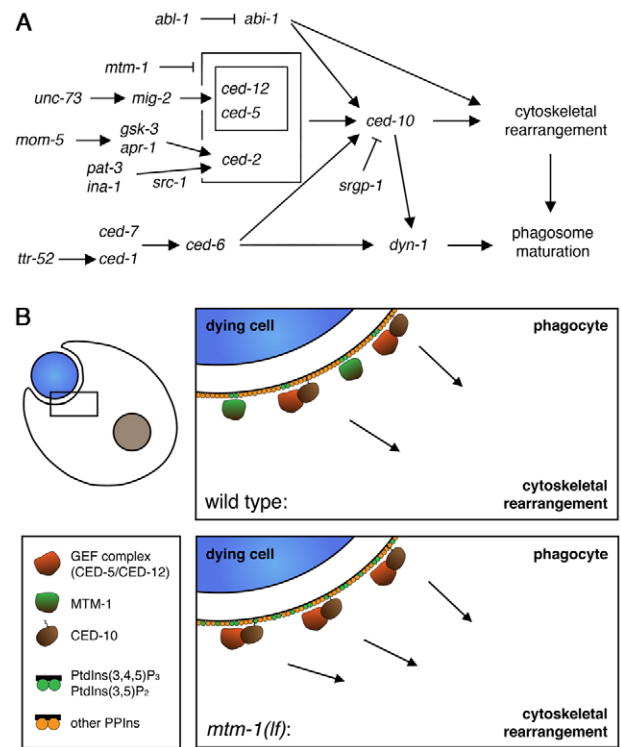 A
abl-1 abi-1
mtm-1
ced-12
unc-73 mig-2
ced-5
ced-10 cytoskeletal
rearrangement
gsk-3
mom-5 apr-1
ced-2
pat-3
ina-1 src-1
srgp-1
ced-7
ced-6 dyn-1 phagosome
maturation
ttr-52 ced-1
B
dying cell phagocyte
cytoskeletal
rearrangement
wild type:
GEF complex
(CED-5/CED-12)
MTM-1
CED-10
PtdIns(3,4,5)P₃
PtdIns(3,5)P₂
other PPIns
dying cell phagocyte
cytoskeletal
rearrangement
mtm-1(lf):